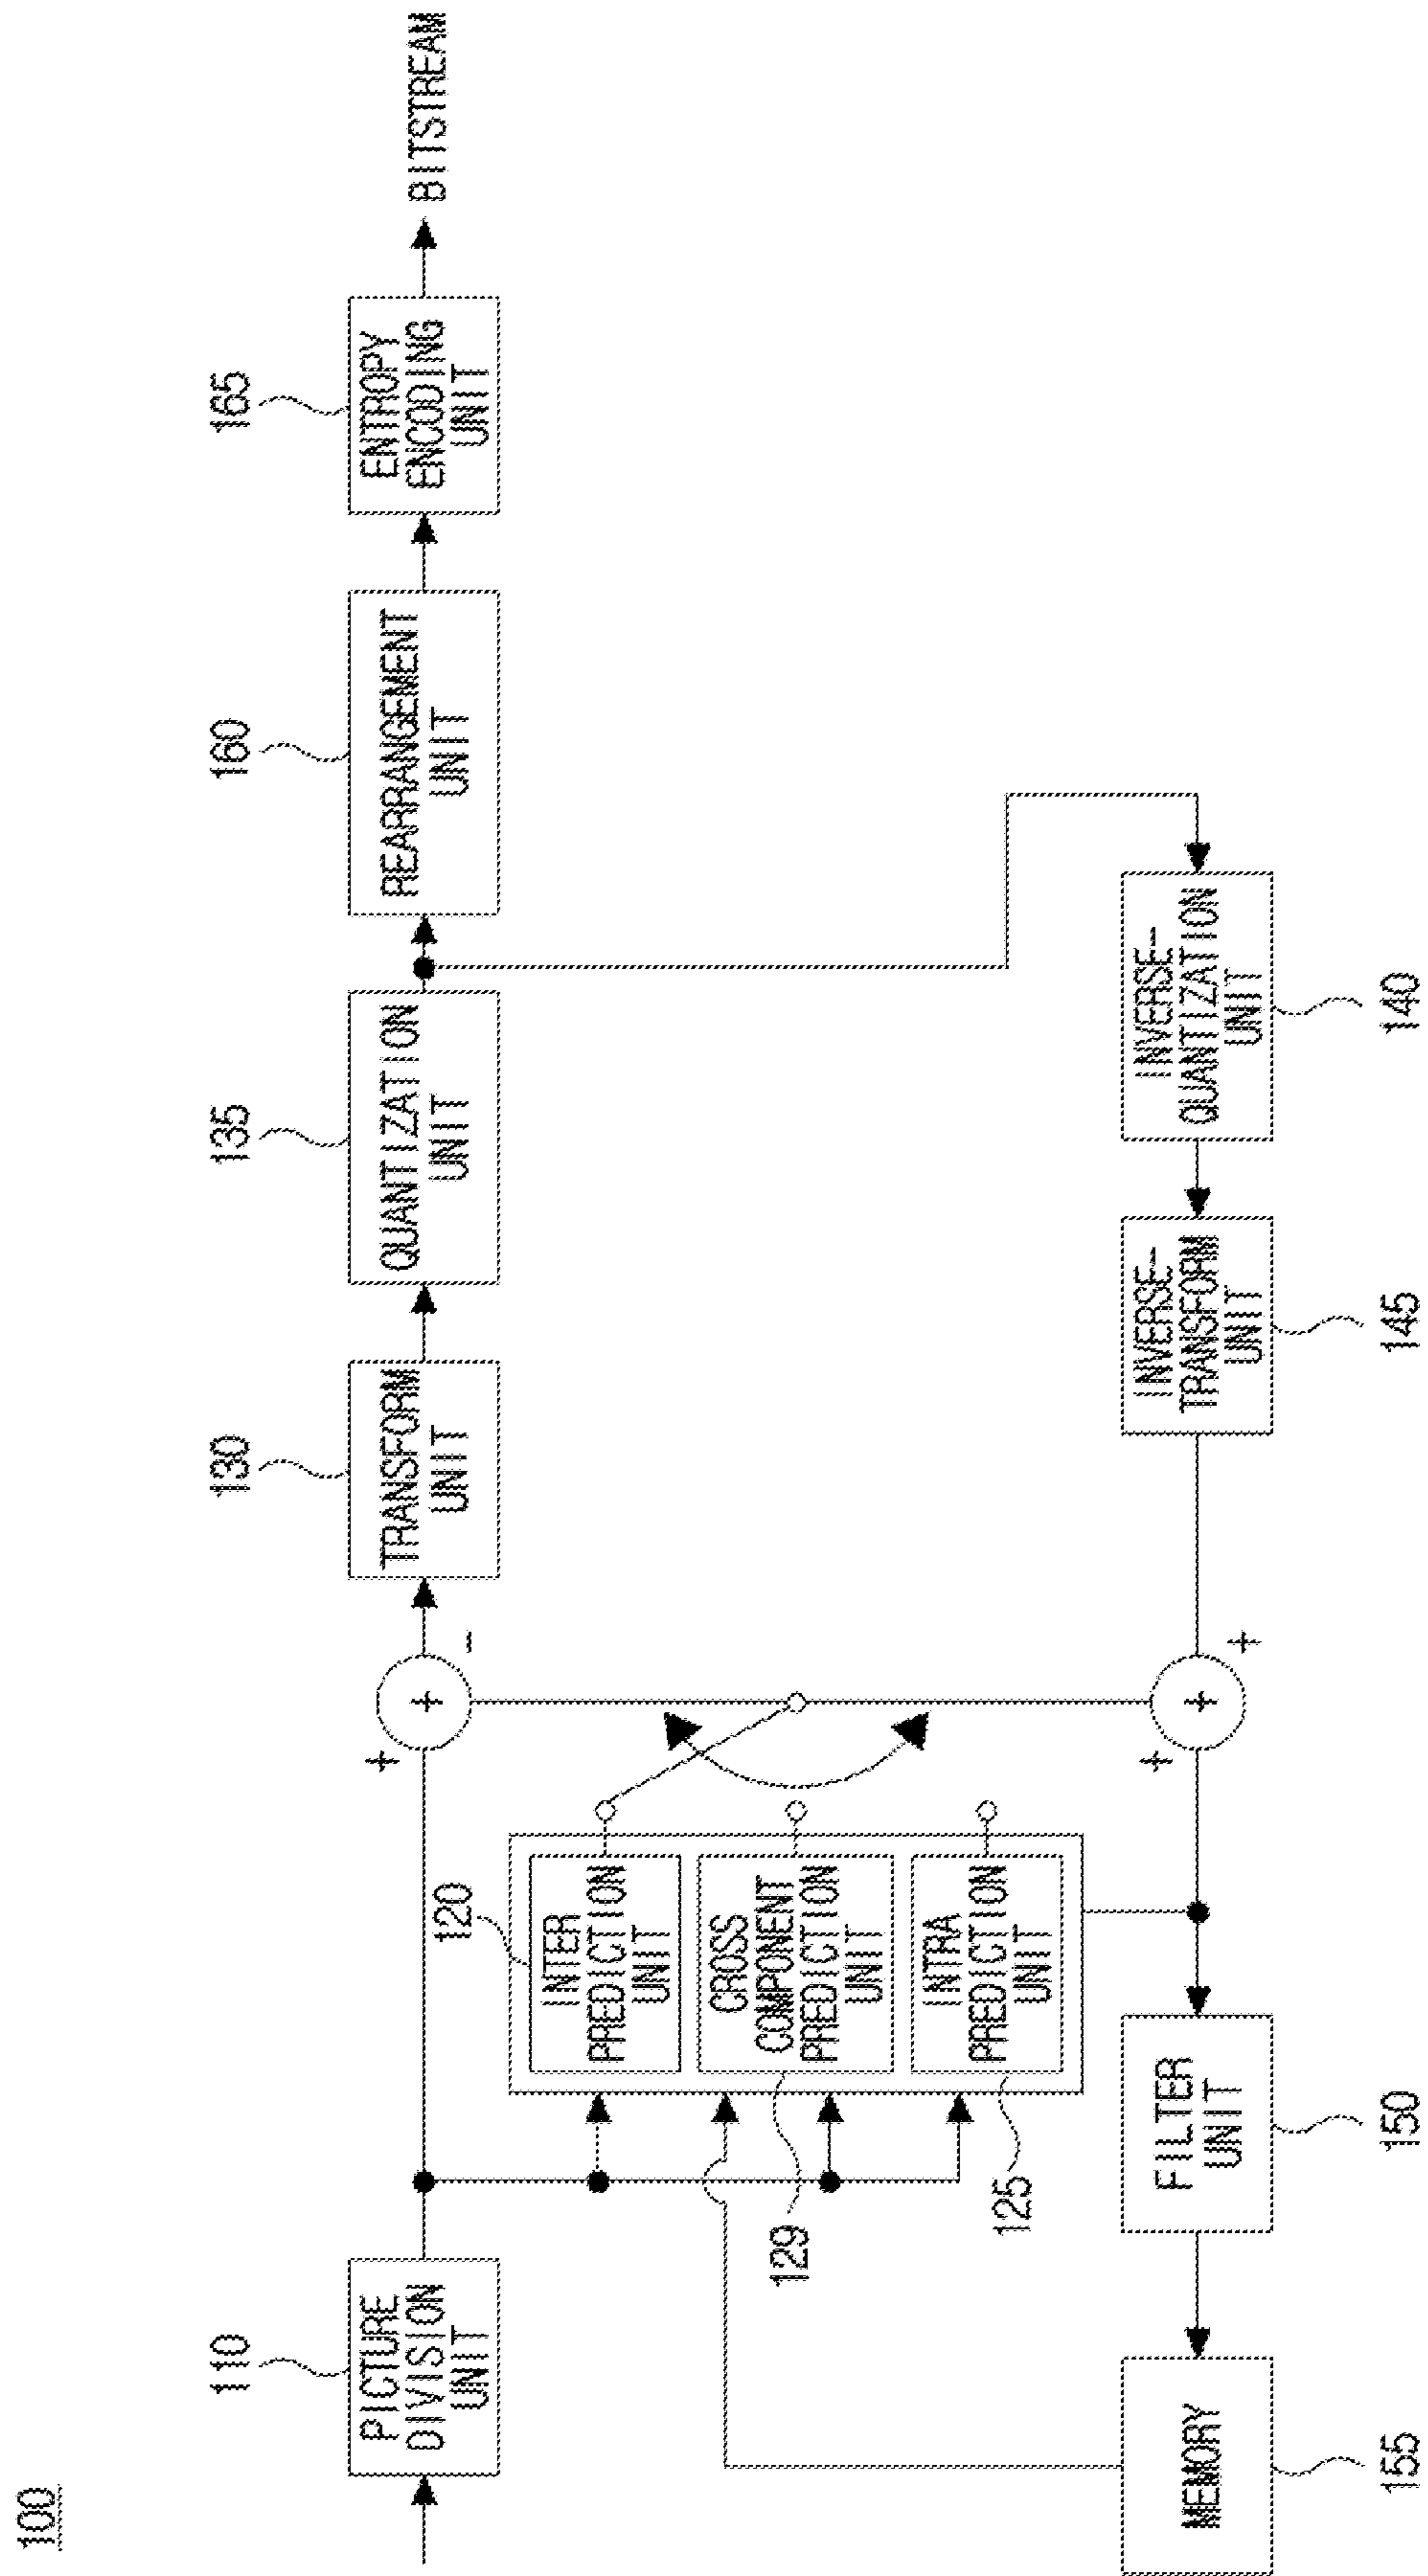 100
110
PICTURE
DIVISION
UNIT
+
+
-
130
TRANSFORM
UNIT
135
QUANTIZATION
UNIT
160
REARRANGEMENT
UNIT
165
ENTROPY
ENCODING
UNIT
BITSTREAM
120
INTER
PREDICTION
UNIT
129
CROSS
COMPONENT
PREDICTION
UNIT
125
INTRA
PREDICTION
UNIT
155
MEMORY
150
FILTER
UNIT
+
+
+
145
INVERSE-
TRANSFORM
UNIT
140
INVERSE-
QUANTIZATION
UNIT